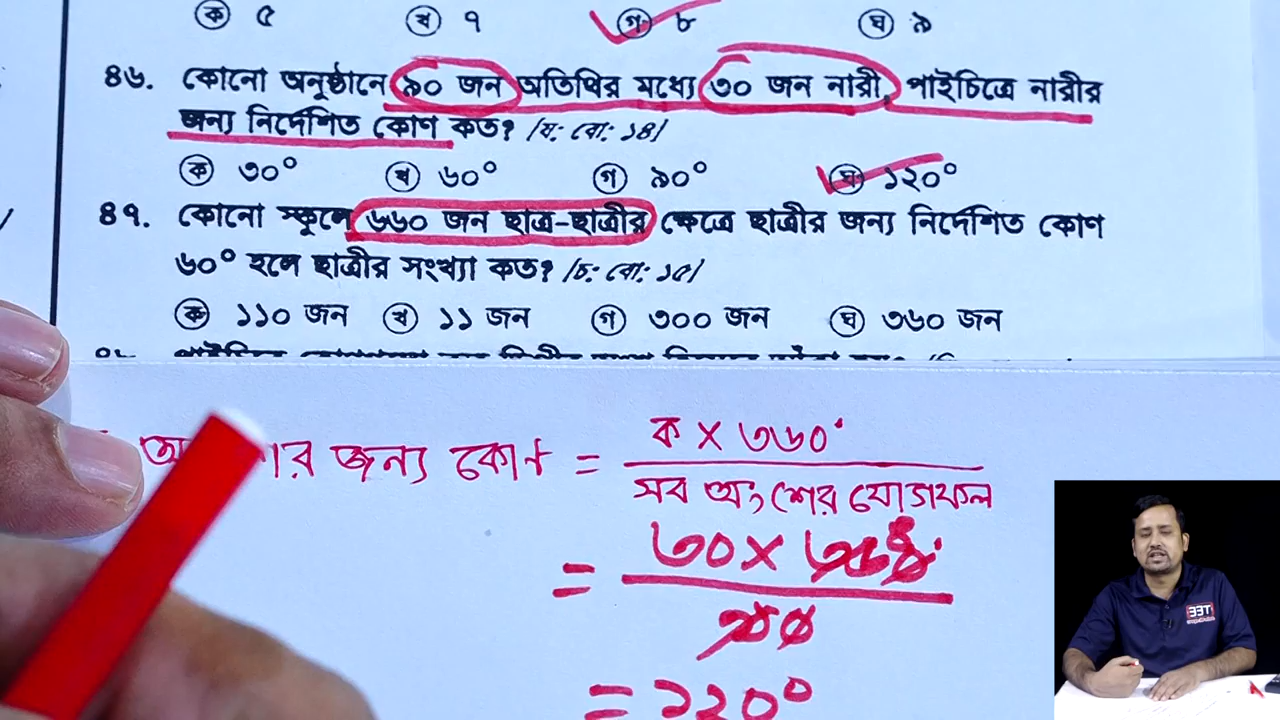 ক ৫ খ ৭ গ ৮ ঘ ৯
৪৬. কোনো অনুষ্ঠানে ৯০ জন অতিথির মধ্যে ৩০ জন নারী, পাইচিত্রে নারীর
জন্য নির্দেশিত কোণ কত? [য: বো: ১৪]
ক ৩০° খ ৬০° গ ৯০° ঘ ১২০°
৪৭. কোনো স্কুলে ৬৬০ জন ছাত্র-ছাত্রীর ক্ষেত্রে ছাত্রীর জন্য নির্দেশিত কোণ
৬০° হলে ছাত্রীর সংখ্যা কত? [চ: বো: ১৫]
ক ১১০ জন খ ১১ জন গ ৩০০ জন ঘ ৩৬০ জন
জন্য কোণ = ক × ৩৬০°
সব অংশের যোগফল
= ৩০ × ৩৬০° ৪
৯০
= ১২০°